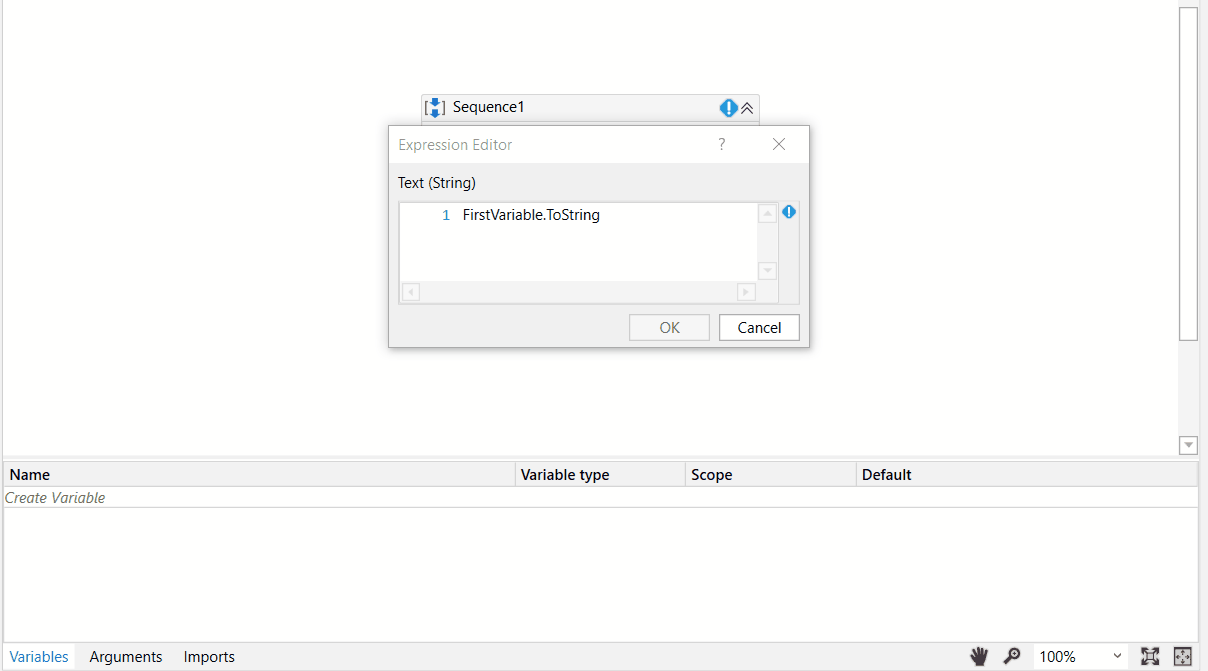 Sequence1
Expression Editor ?
Text (String)
1 FirstVariable.ToString
OK Cancel
Name Variable type Scope Default
Create Variable
Variables Arguments Imports 100%